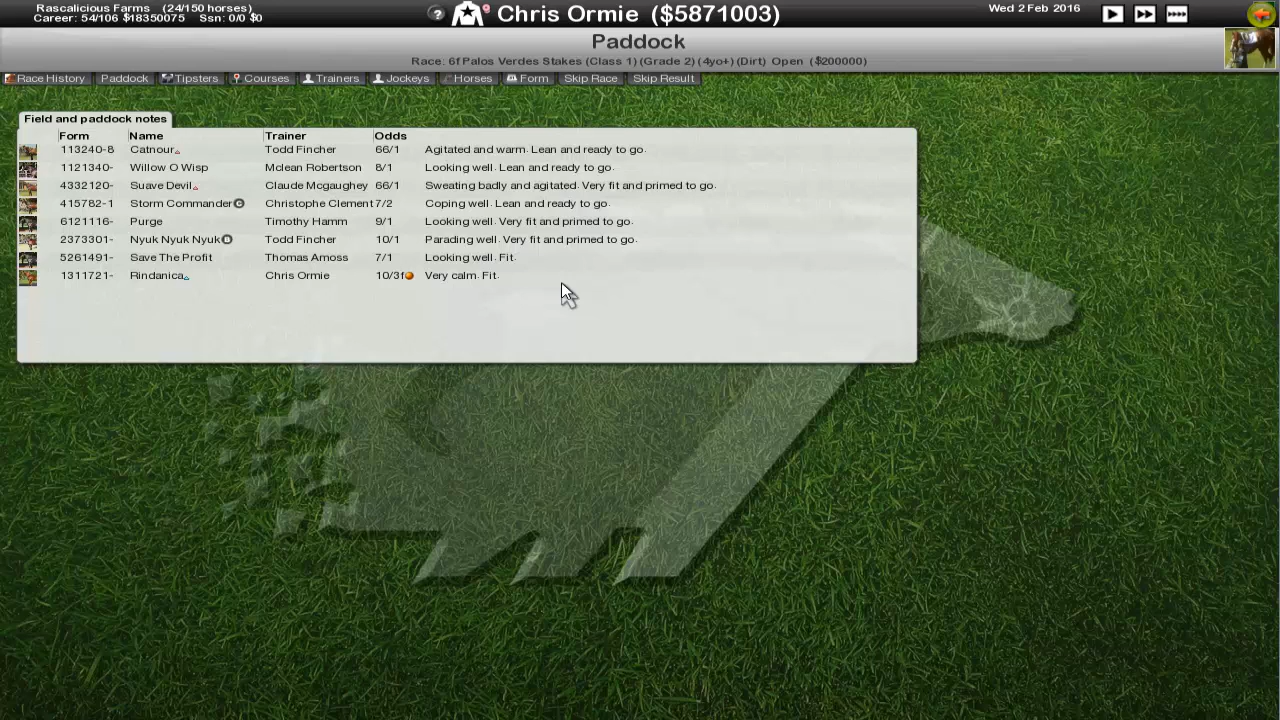 Rascalicious Farms (24/150 horses)
Career: 54/106 $18350075 Ssn: 0/0 $0
? Chris Ormie ($5871003)
Wed 2 Feb 2016
Paddock
Race: 6f Palos Verdes Stakes (Class 1) (Grade 2) (4yo+) (Dirt) Open ($200000)
Race History Paddock Tipsters Courses Trainers Jockeys Horses Form Skip Race Skip Result
Field and paddock notes
Form Name Trainer Odds
113240-8 Catnour Todd Fincher 66/1 Agitated and warm. Lean and ready to go.
1121340- Willow O Wisp Mclean Robertson 8/1 Looking well. Lean and ready to go.
4332120- Suave Devil Claude Mcgaughey 66/1 Sweating badly and agitated. Very fit and primed to go.
415782-1 Storm Commander C Christophe Clement 7/2 Coping well. Lean and ready to go.
6121116- Purge Timothy Hamm 9/1 Looking well. Very fit and primed to go.
2373301- Nyuk Nyuk Nyuk D Todd Fincher 10/1 Parading well. Very fit and primed to go.
5261491- Save The Profit Thomas Amoss 7/1 Looking well. Fit.
1311721- Rindanica Chris Ormie 10/3f Very calm. Fit.